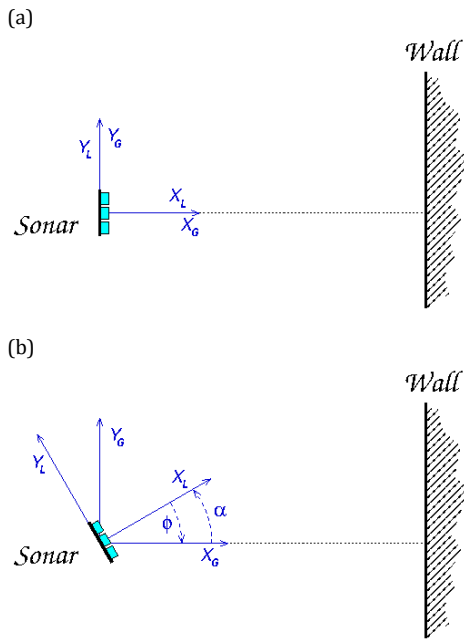 (a)
Wall
Y_L Y_G
X_L
X_G
Sonar
(b)
Wall
Y_L Y_G
X_L
α
ϕ
X_G
Sonar